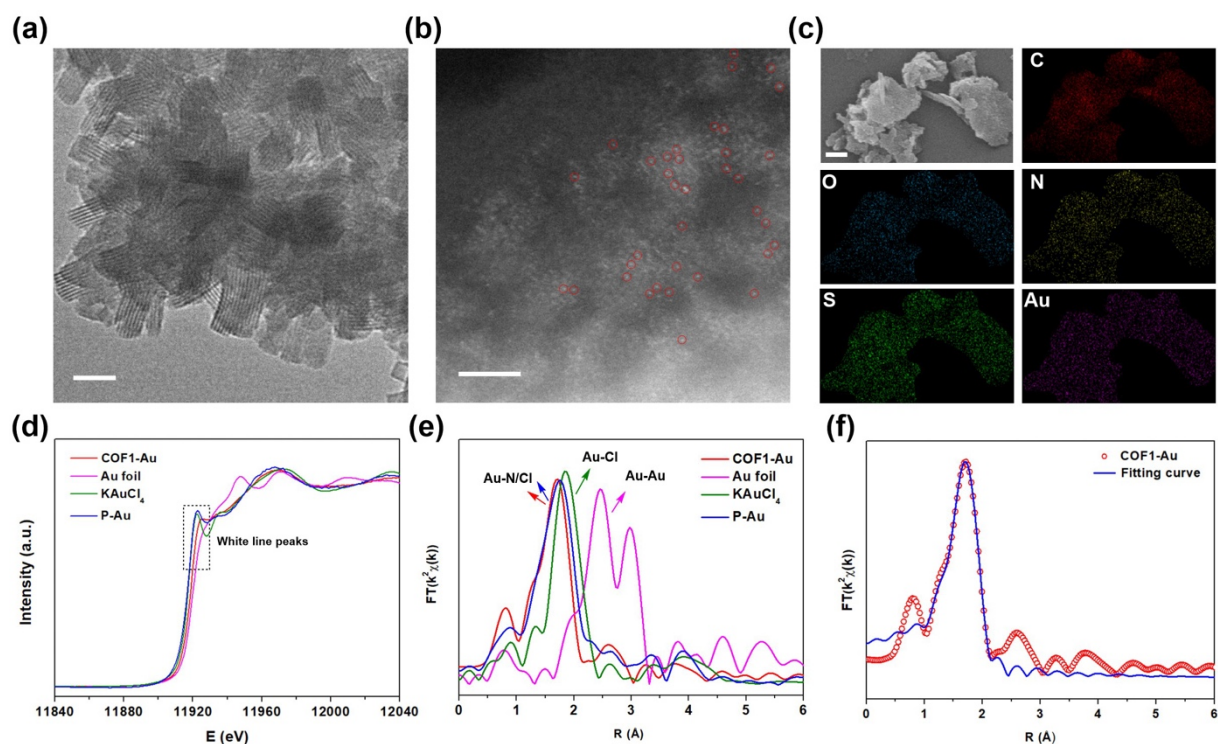 (a)
(b)
(c)
C
O
N
S
Au
(d)
COF1-Au
Au foil
KAuCl₄
P-Au
White line peaks
Intensity (a.u.)
11840 11880 11920 11960 12000 12040
E (eV)
(e)
Au-N/Cl
Au-Cl
Au-Au
COF1-Au
Au foil
KAuCl₄
P-Au
FT(k²χ(k))
0 1 2 3 4 5 6
R (Å)
(f)
COF1-Au
Fitting curve
FT(k²χ(k))
0 1 2 3 4 5 6
R (Å)